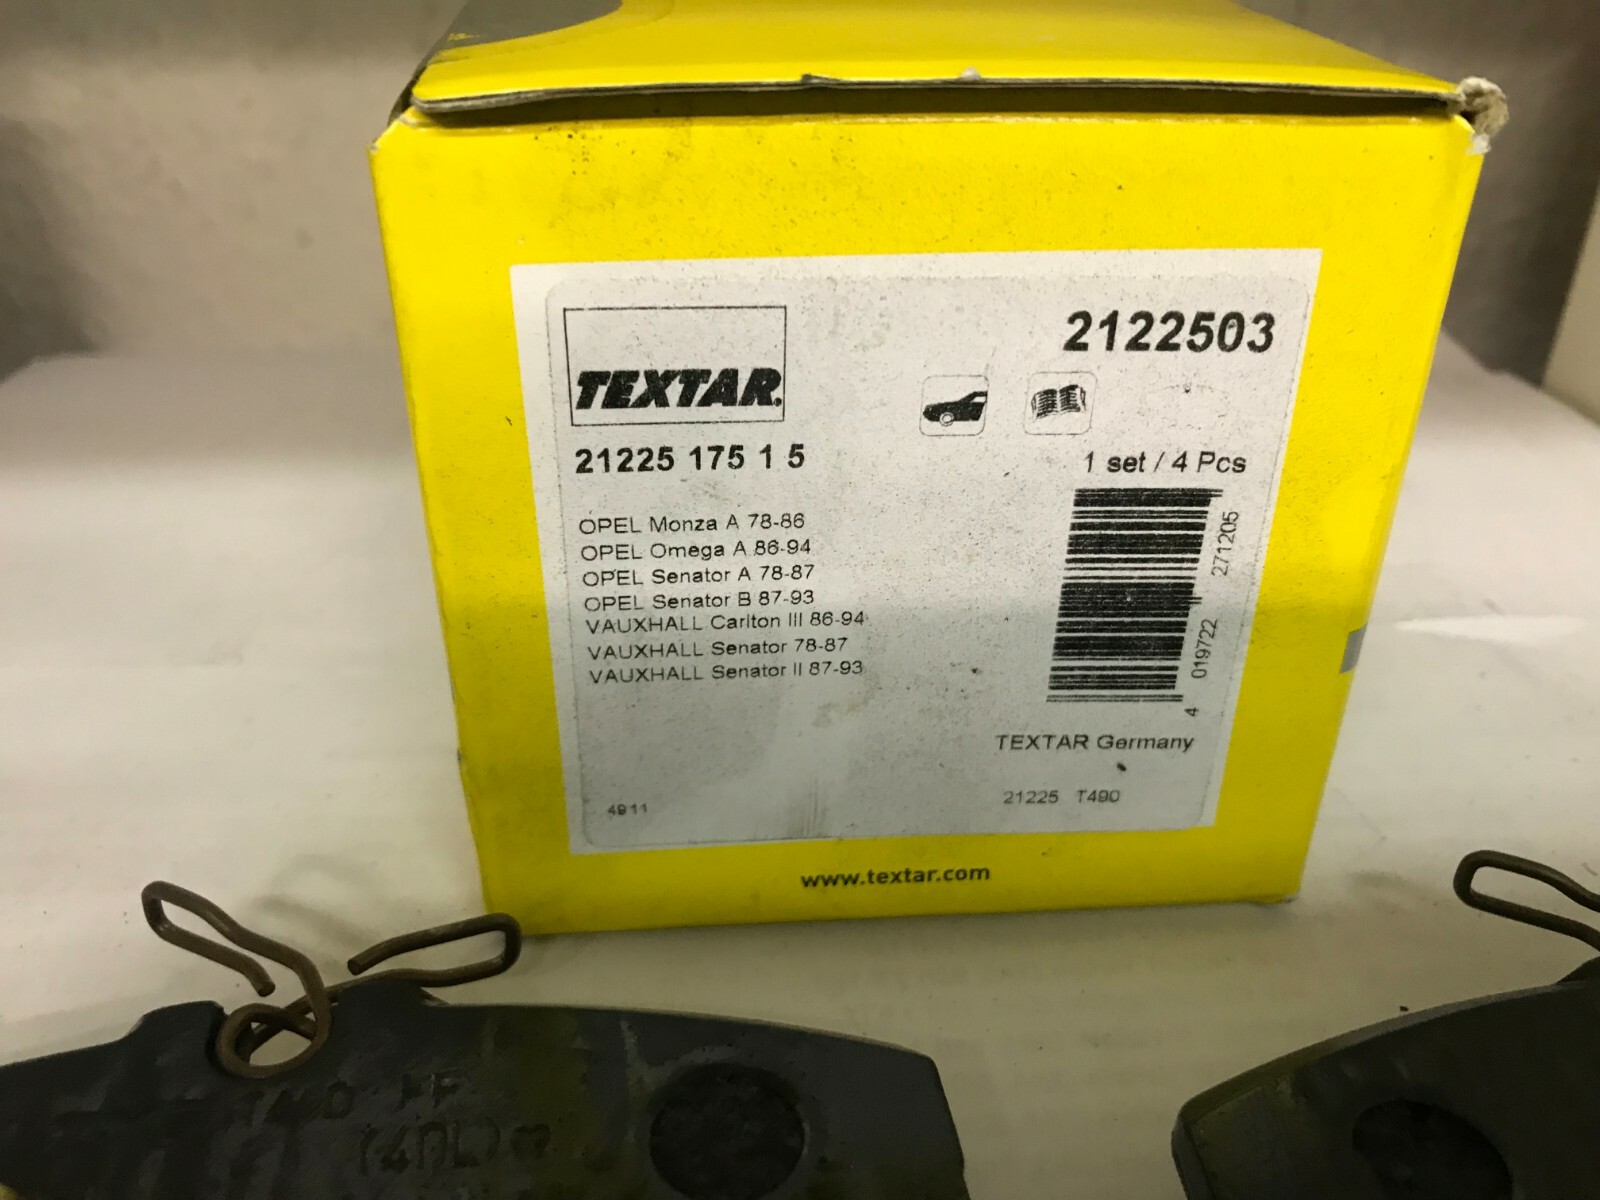 TEXTAR.
2122503
21225 175 1 5
1 set / 4 Pcs
OPEL Monza A 78-86
OPEL Omega A 86-94
OPEL Senator A 78-87
OPEL Senator B 87-93
VAUXHALL Carlton III 86-94
VAUXHALL Senator 78-87
VAUXHALL Senator II 87-93
4 019722 271205
TEXTAR Germany
4911
21225 T490
www.textar.com